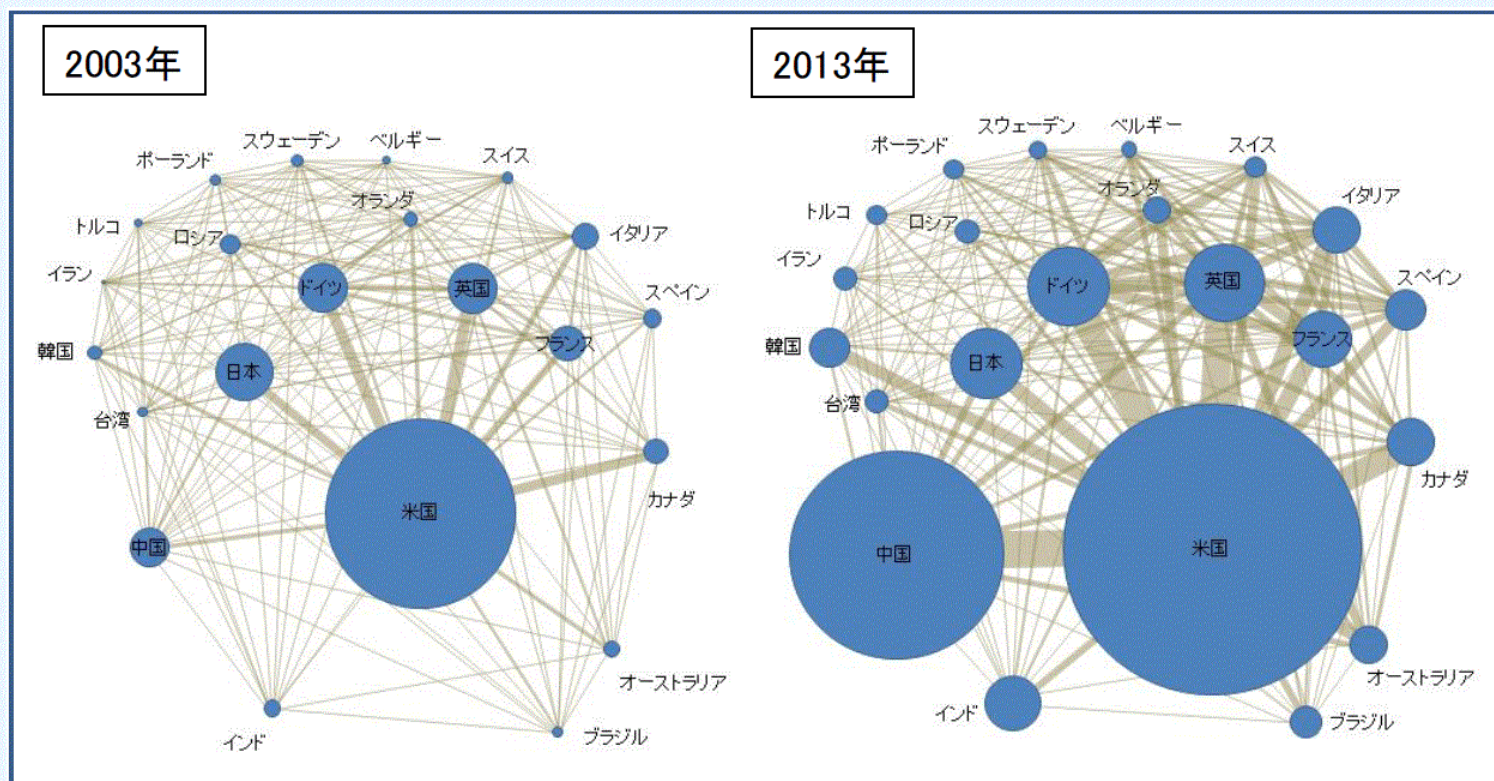 2003年
スウェーデン
ベルギー
ポーランド
スイス
オランダ
トルコ
ロシア
イタリア
イラン
ドイツ
英国
スペイン
韓国
フランス
日本
台湾
カナダ
米国
中国
オーストラリア
インド
ブラジル
2013年
スウェーデン
ベルギー
ポーランド
スイス
オランダ
イタリア
トルコ
ロシア
イラン
ドイツ
英国
スペイン
韓国
フランス
日本
台湾
カナダ
中国
米国
オーストラリア
インド
ブラジル